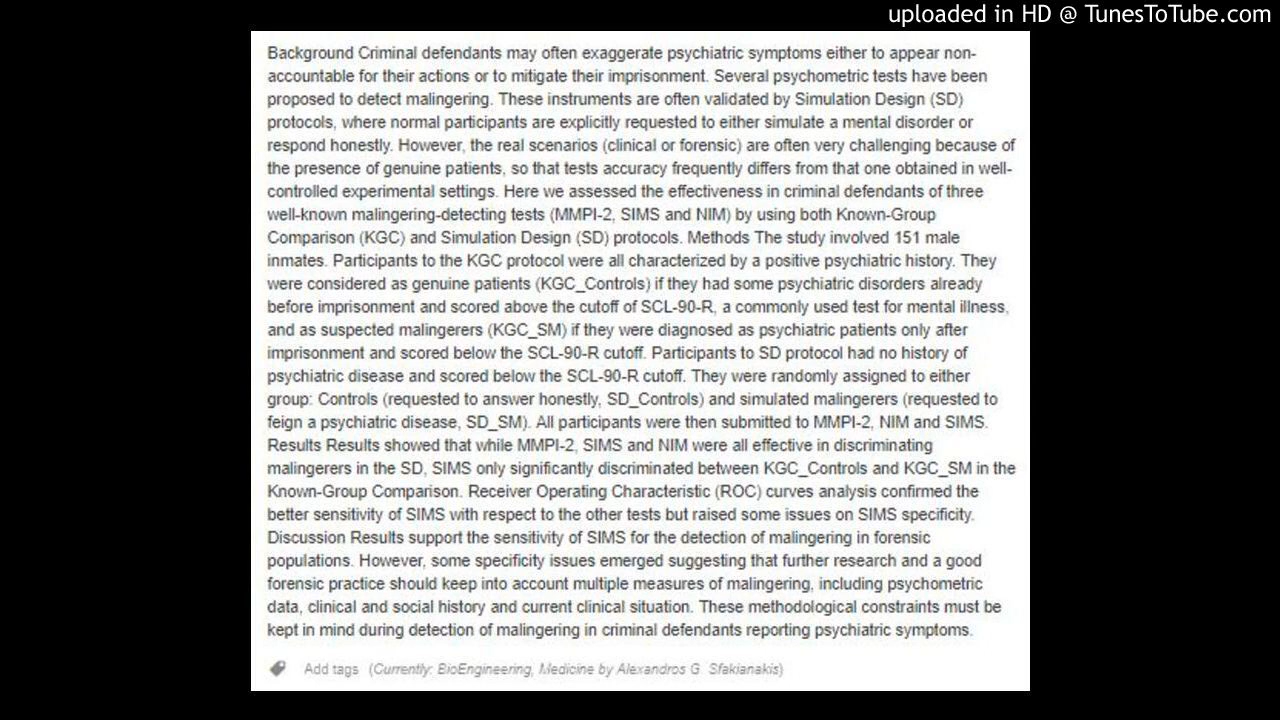 uploaded in HD @ TunesToTube.com
Background Criminal defendants may often exaggerate psychiatric symptoms either to appear non-
accountable for their actions or to mitigate their imprisonment. Several psychometric tests have been
proposed to detect malingering. These instruments are often validated by Simulation Design (SD)
protocols, where normal participants are explicitly requested to either simulate a mental disorder or
respond honestly. However, the real scenarios (clinical or forensic) are often very challenging because of
the presence of genuine patients, so that tests accuracy frequently differs from that one obtained in well-
controlled experimental settings. Here we assessed the effectiveness in criminal defendants of three
well-known malingering-detecting tests (MMPI-2, SIMS and NIM) by using both Known-Group
Comparison (KGC) and Simulation Design (SD) protocols. Methods The study involved 151 male
inmates. Participants to the KGC protocol were all characterized by a positive psychiatric history. They
were considered as genuine patients (KGC_Controls) if they had some psychiatric disorders already
before imprisonment and scored above the cutoff of SCL-90-R, a commonly used test for mental illness,
and as suspected malingerers (KGC_SM) if they were diagnosed as psychiatric patients only after
imprisonment and scored below the SCL-90-R cutoff. Participants to SD protocol had no history of
psychiatric disease and scored below the SCL-90-R cutoff. They were randomly assigned to either
group: Controls (requested to answer honestly, SD_Controls) and simulated malingerers (requested to
feign a psychiatric disease, SD_SM). All participants were then submitted to MMPI-2, NIM and SIMS.
Results Results showed that while MMPI-2, SIMS and NIM were all effective in discriminating
malingerers in the SD, SIMS only significantly discriminated between KGC_Controls and KGC_SM in the
Known-Group Comparison. Receiver Operating Characteristic (ROC) curves analysis confirmed the
better sensitivity of SIMS with respect to the other tests but raised some issues on SIMS specificity.
Discussion Results support the sensitivity of SIMS for the detection of malingering in forensic
populations. However, some specificity issues emerged suggesting that further research and a good
forensic practice should keep into account multiple measures of malingering, including psychometric
data, clinical and social history and current clinical situation. These methodological constraints must be
kept in mind during detection of malingering in criminal defendants reporting psychiatric symptoms.
Add tags (Currently: BioEngineering, Medicine by Alexandros G Sfakianakis)